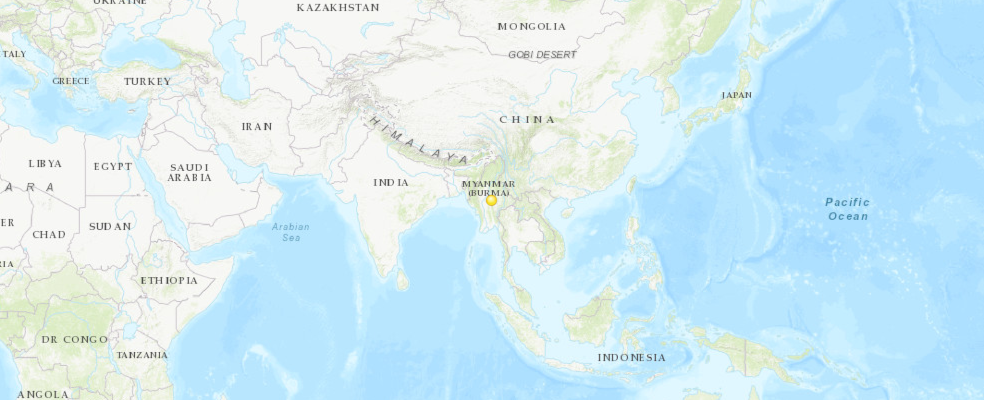 UKRAINE
KAZAKHSTAN
MONGOLIA
GOBI DESERT
ITALY
GREECE
TURKEY
JAPAN
CHINA
IRAN
HIMALAYA
LIBYA
EGYPT
SAUDI
ARABIA
INDIA
MYANMAR
(BURMA)
A R A
Pacific
Ocean
SUDAN
CHAD
ER
Arabian
Sea
RIA
ETHIOPIA
DR CONGO
TANZANIA
INDONESIA
ANGOLA